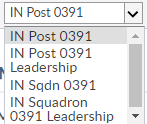 IN Post 0391
IN Post 0391
IN Post 0391
Leadership
IN Sqdn 0391
IN Squadron
0391 Leadership